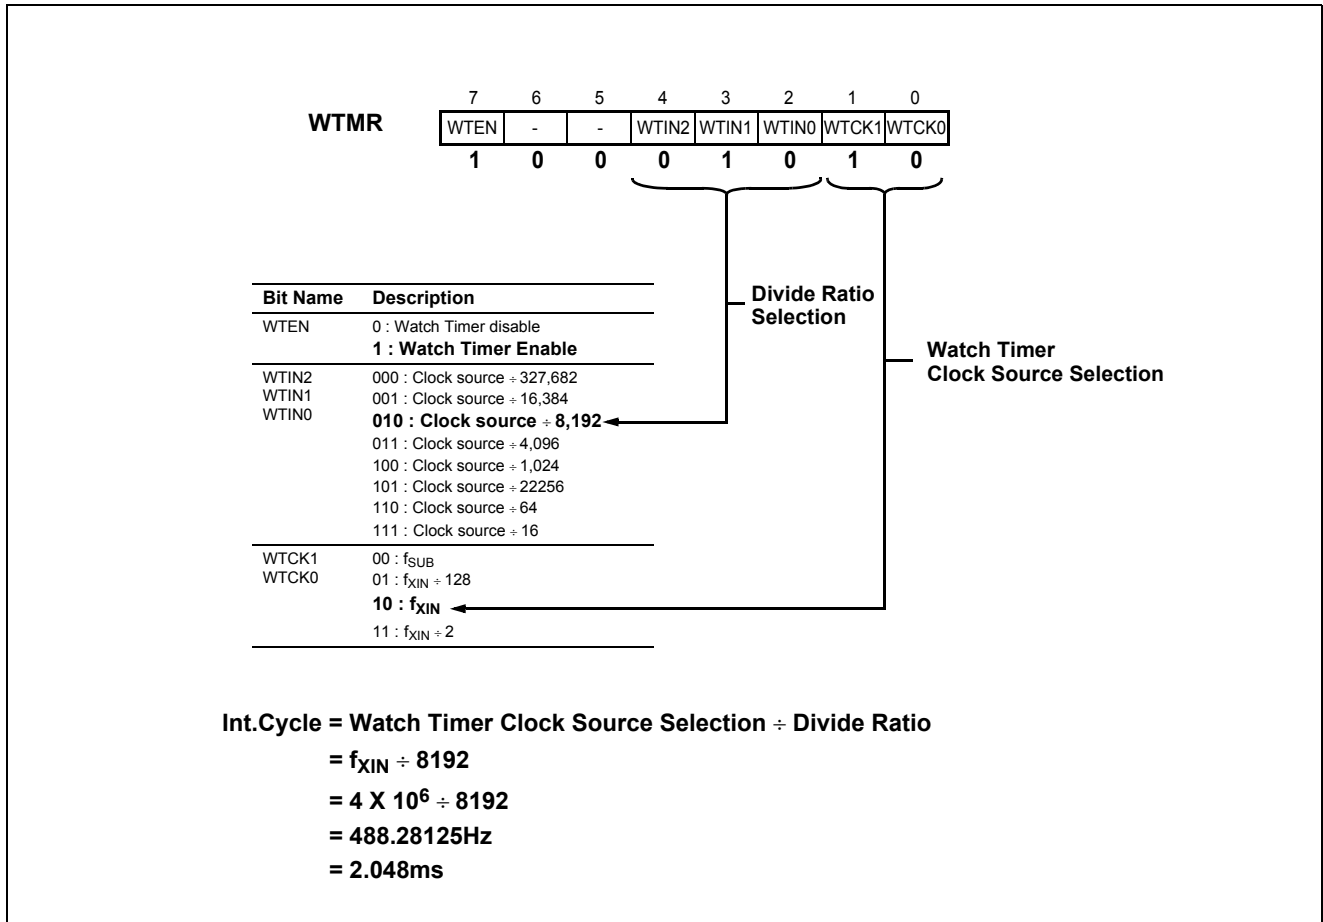 7 6 5 4 3 2 1 0
WTMR WTEN - - WTIN2 WTIN1 WTIN0 WTCK1 WTCK0
1 0 0 0 1 0 1 0
Divide Ratio
Selection
Watch Timer
Clock Source Selection
Bit Name Description
WTEN 0 : Watch Timer disable
1 : Watch Timer Enable
WTIN2 000 : Clock source ÷ 327,682
WTIN1 001 : Clock source ÷ 16,384
WTIN0 010 : Clock source ÷ 8,192
011 : Clock source ÷ 4,096
100 : Clock source ÷ 1,024
101 : Clock source ÷ 22256
110 : Clock source ÷ 64
111 : Clock source ÷ 16
WTCK1 00 : fSUB
WTCK0 01 : fXIN ÷ 128
10 : fXIN
11 : fXIN ÷ 2
Int.Cycle = Watch Timer Clock Source Selection ÷ Divide Ratio
= fXIN ÷ 8192
= 4 X 10⁶ ÷ 8192
= 488.28125Hz
= 2.048ms